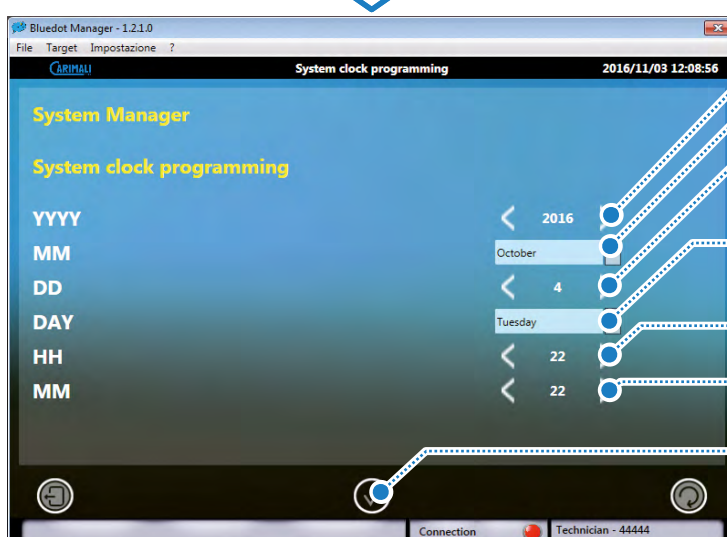 Bluedot Manager - 1.2.1.0
File Target Impostazione ?
CARIMALI System clock programming 2016/11/03 12:08:56
System Manager
System clock programming
YYYY 2016
MM October
DD 4
DAY Tuesday
HH 22
MM 22
Connection Technician - 44444